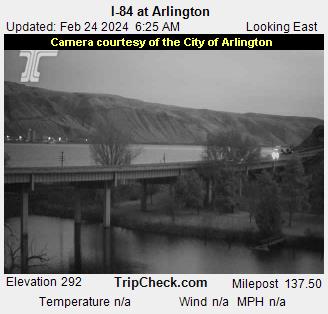 I-84 at Arlington
Updated: Feb 24 2024 6:25 AM Looking East
Camera courtesy of the City of Arlington
Elevation 292 TripCheck.com Milepost 137.50
Temperature n/a Wind n/a MPH n/a